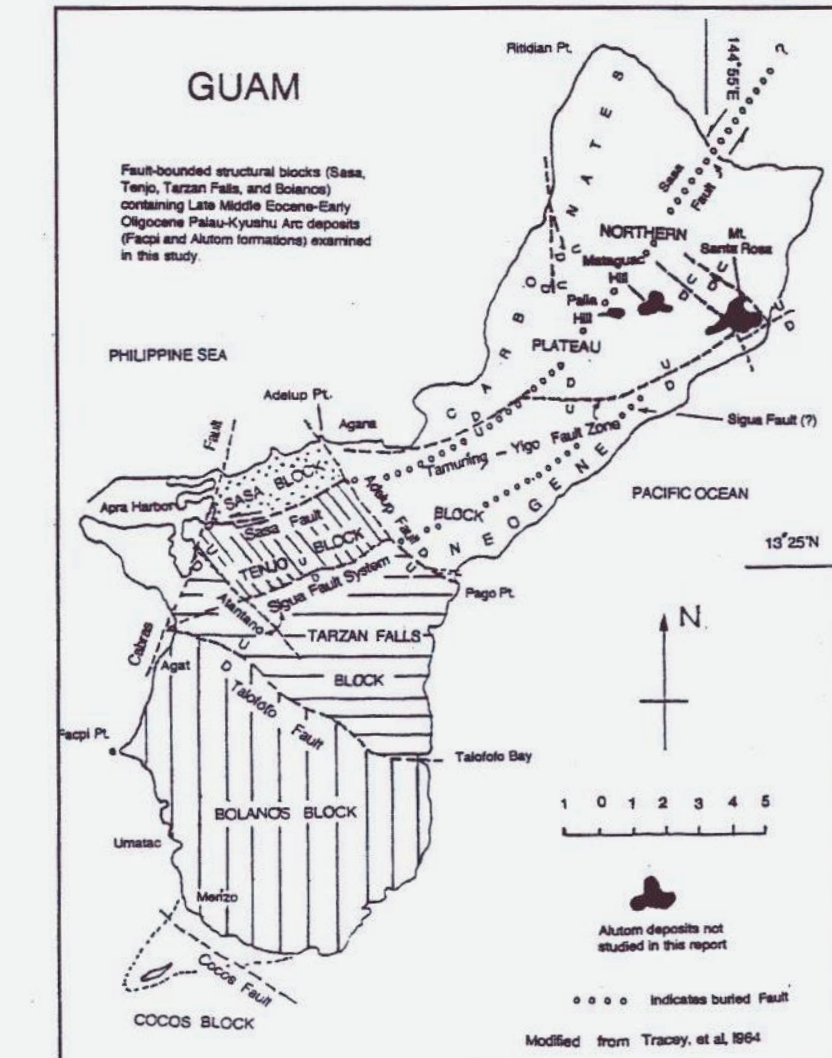 GUAM
Fault-bounded structural blocks (Sasa,
Tenjo, Tarzan Falls, and Bolanos)
containing Late Middle Eocene-Early
Oligocene Palau-Kyushu Arc deposits
(Facpi and Alutom formations) examined
in this study.
Ritidian Pt.
144°55'E
?
Sasa
Fault
NORTHERN
Mt.
Santa Rosa
Mataguac
Hill
Palia
Hill
PLATEAU
CARBONATES
U
D
U
D
U
D
U
D
U
D
U
D
U
D
PHILIPPINE SEA
Adelup Pt.
Agana
Fault
Sigua Fault (?)
Tamuning - Yigo Fault Zone
PACIFIC OCEAN
SASA BLOCK
Apra Harbor
Sasa Fault
Adelup Fault
BLOCK
NEOGENE
13°25'N
TENJO BLOCK
U
D
U
D
U
D
Sigua Fault System
Pago Pt.
Atantano
Cabras
TARZAN FALLS
BLOCK
N
Agat
U
D
Talofofo Fault
Facpi Pt.
Talofofo Bay
BOLANOS BLOCK
1 0 1 2 3 4 5
Umatac
Merizo
Alutom deposits not
studied in this report
Cocos Fault
COCOS BLOCK
indicates buried Fault
Modified from Tracey, et al, 1964